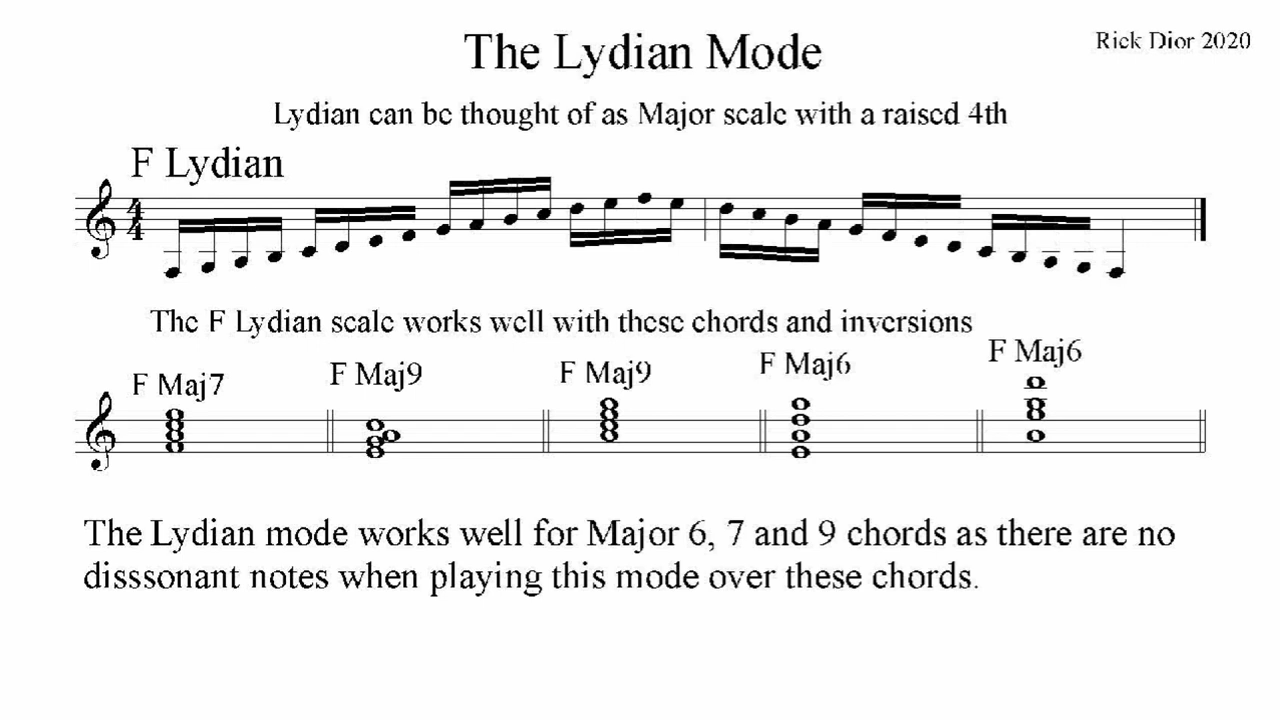 The Lydian Mode
Rick Dior 2020
Lydian can be thought of as Major scale with a raised 4th
F Lydian
4
4
The F Lydian scale works well with these chords and inversions
F Maj7 F Maj9 F Maj9 F Maj6 F Maj6
The Lydian mode works well for Major 6, 7 and 9 chords as there are no
disssonant notes when playing this mode over these chords.